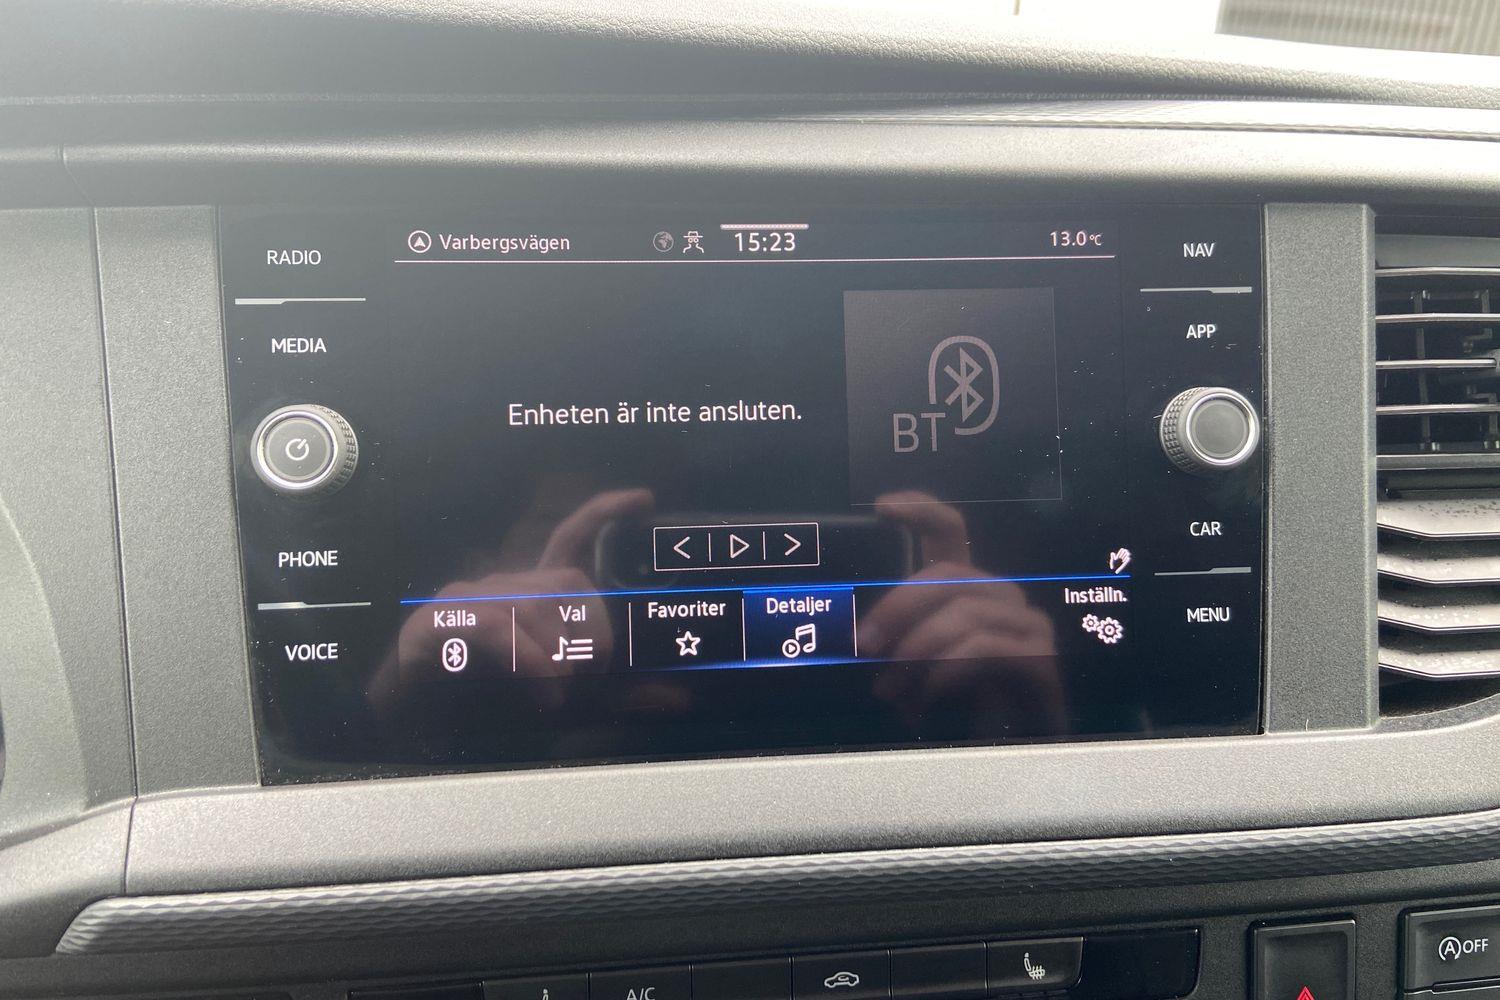 RADIO
MEDIA
PHONE
VOICE
Varbergsvägen
15:23
13.0°C
Enheten är inte ansluten.
BT
Källa
Val
Favoriter
Detaljer
Inställn.
NAV
APP
CAR
MENU
A/C
A OFF